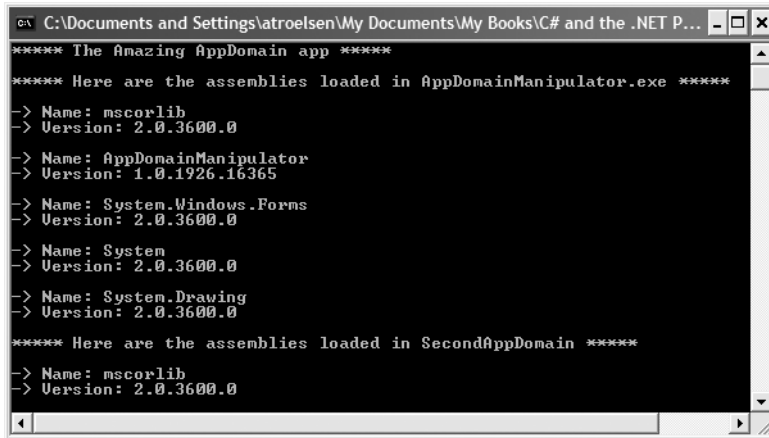 C:\Documents and Settings\atroelsen\My Documents\My Books\C# and the .NET P...
***** The Amazing AppDomain app *****
***** Here are the assemblies loaded in AppDomainManipulator.exe *****
-> Name: mscorlib
-> Version: 2.0.3600.0
-> Name: AppDomainManipulator
-> Version: 1.0.1926.16365
-> Name: System.Windows.Forms
-> Version: 2.0.3600.0
-> Name: System
-> Version: 2.0.3600.0
-> Name: System.Drawing
-> Version: 2.0.3600.0
***** Here are the assemblies loaded in SecondAppDomain *****
-> Name: mscorlib
-> Version: 2.0.3600.0